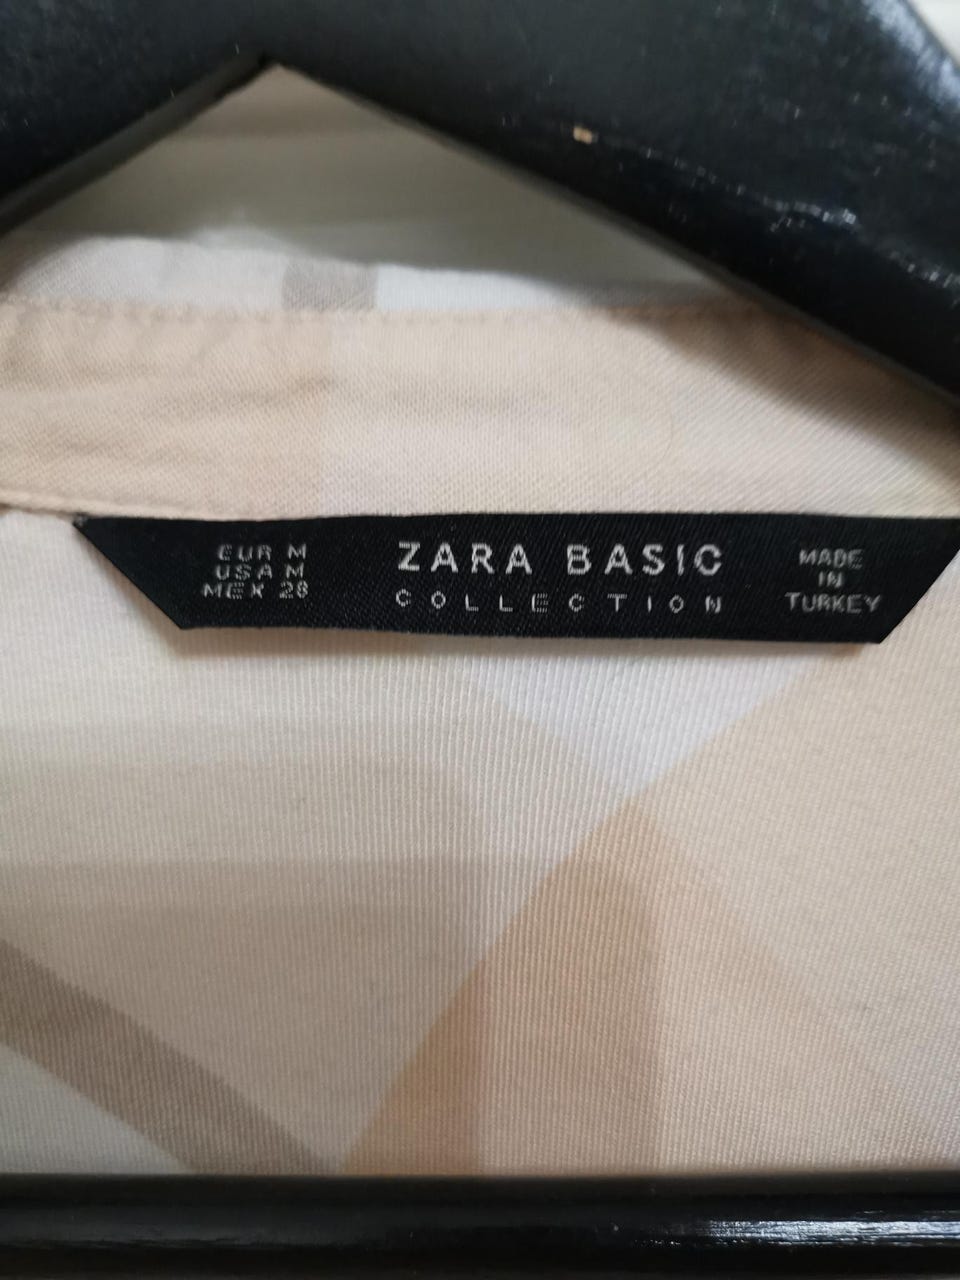 EUR M
USA M
MEX 28
ZARA BASIC
COLLECTION
MADE
IN
TURKEY